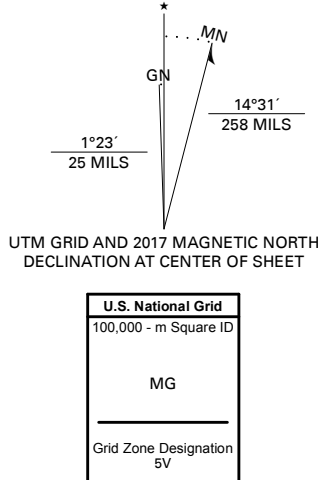 ★
MN
GN
1°23´
25 MILS
14°31´
258 MILS
UTM GRID AND 2017 MAGNETIC NORTH
DECLINATION AT CENTER OF SHEET
U.S. National Grid
100,000 - m Square ID
MG
Grid Zone Designation
5V